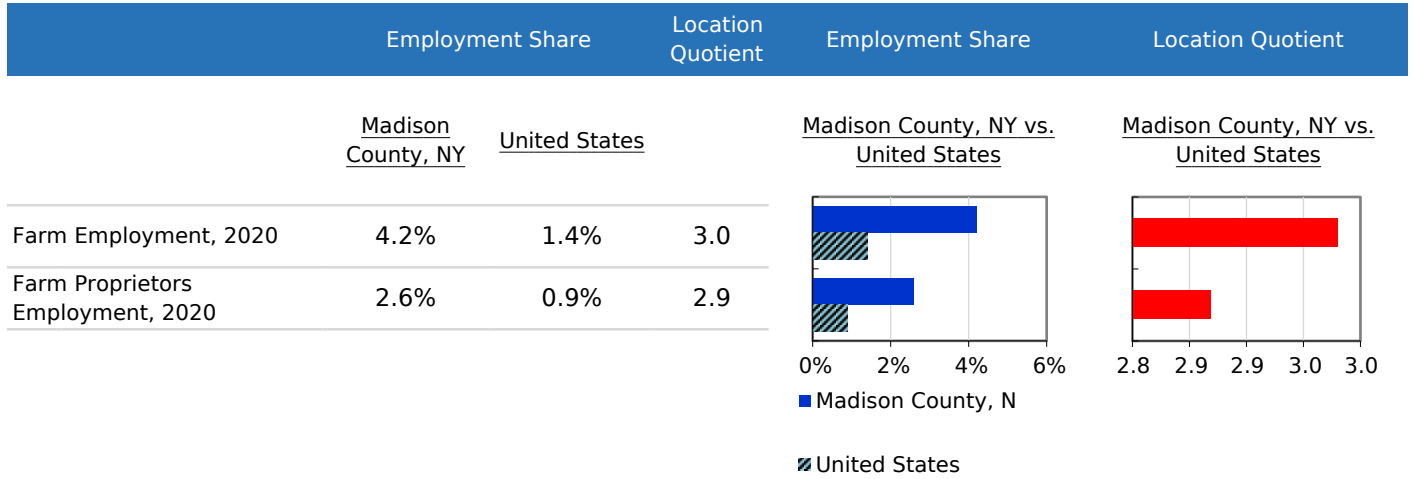 Employment Share
Location
Quotient
Employment Share
Location Quotient
Madison
County, NY
United States
Madison County, NY vs.
United States
Madison County, NY vs.
United States
Farm Employment, 2020 4.2% 1.4% 3.0
Farm Proprietors
Employment, 2020
2.6% 0.9% 2.9
0% 2% 4% 6%
2.8 2.9 2.9 3.0 3.0
Madison County, N
United States